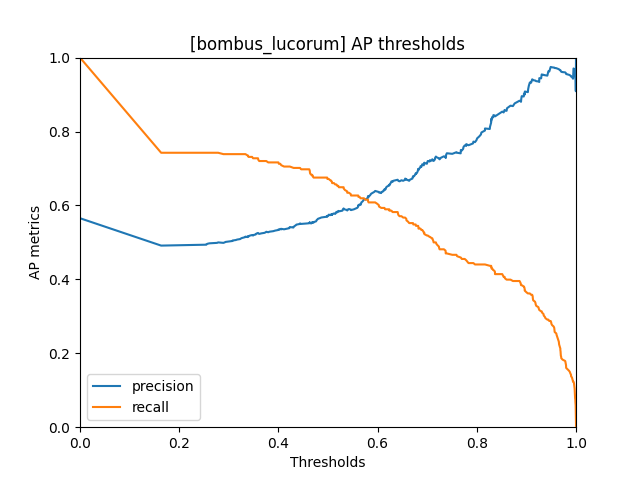 [bombus_lucorum] AP thresholds
1.0
0.8
0.6
0.4
0.2
0.0
AP metrics
precision
recall
0.0 0.2 0.4 0.6 0.8 1.0
Thresholds